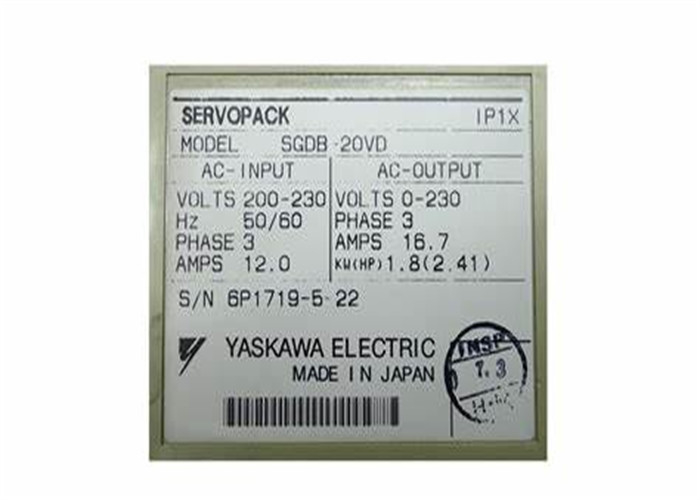 SERVOPACK IP1X
MODEL SGDB-20VD
AC-INPUT AC-OUTPUT
VOLTS 200-230 VOLTS 0-230
Hz 50/60 PHASE 3
PHASE 3 AMPS 16.7
AMPS 12.0 KW(HP)1.8(2.41)
S/N 6P1719-5-22
YASKAWA ELECTRIC
MADE IN JAPAN
INSP
7.3